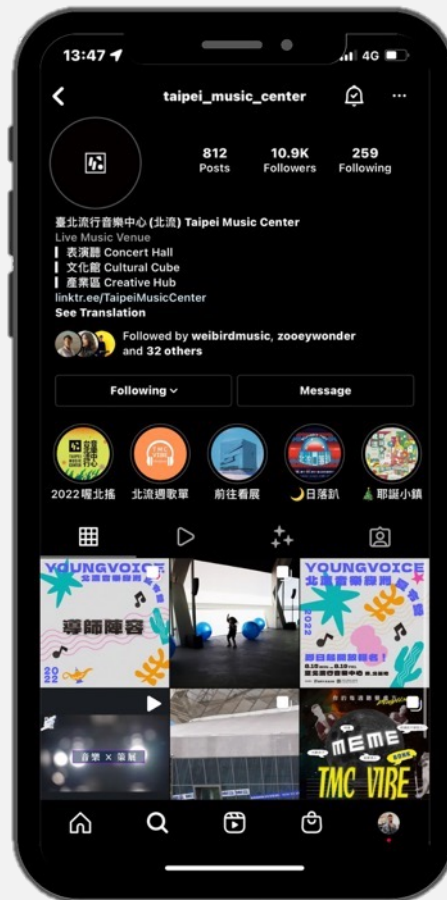 13:47
4G
taipei_music_center
812 10.9K 259
Posts Followers Following
臺北流行音樂中心(北流) Taipei Music Center
Live Music Venue
表演聽 Concert Hall
文化館 Cultural Cube
產業區 Creative Hub
linktr.ee/TaipeiMusicCenter
See Translation
Followed by weibirdmusic, zooeywonder
and 32 others
Following Message
2022喔北搖 北流週歌單 前往看展 🌙日落趴 🎄耶誕小鎮
YOUNGVOICE
導師陣容
2022
YOUNGVOICE
2022
音樂 X 策展
MEME
TMC VIBE